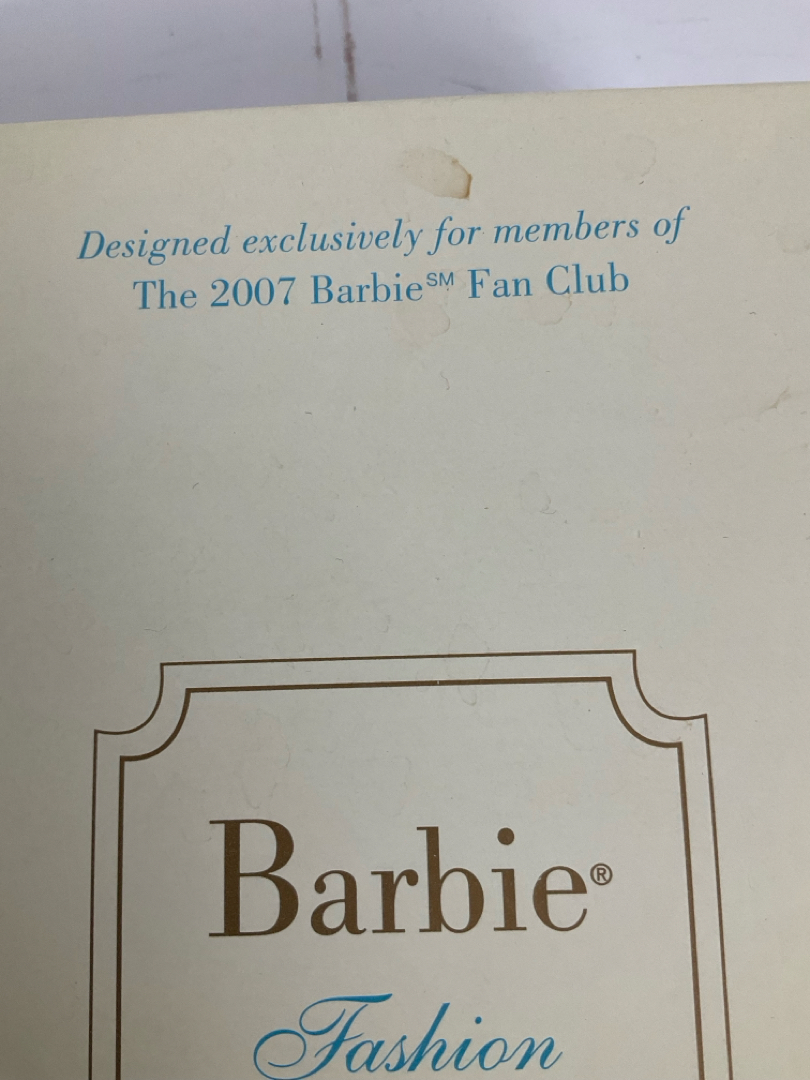 Designed exclusively for members of
The 2007 Barbie℠ Fan Club
Barbie®
Fashion